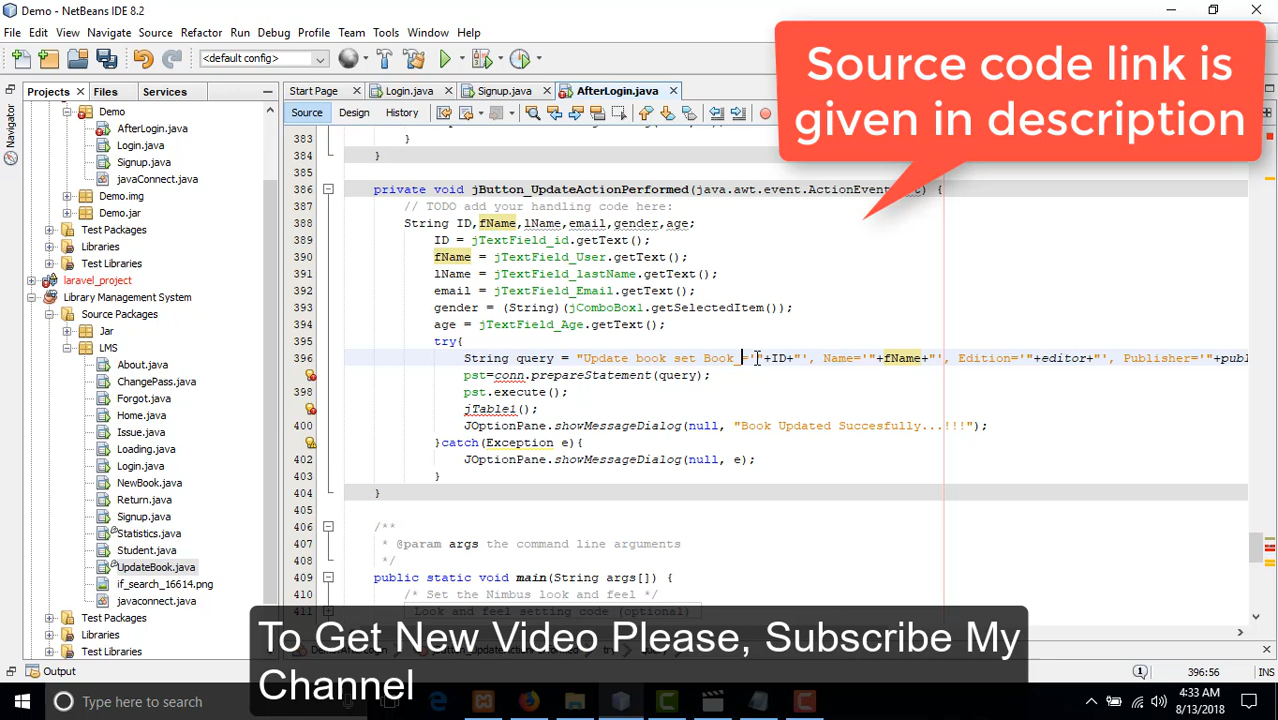 Demo - NetBeans IDE 8.2
File Edit View Navigate Source Refactor Run Debug Profile Team Tools Window Help
<default config>
Source code link is
given in description
Projects Files Services
Navigator
Start Page Login.java Signup.java AfterLogin.java
Source Design History
Demo
AfterLogin.java
Login.java
Signup.java
javaConnect.java
Demo.img
Demo.jar
Test Packages
Libraries
Test Libraries
laravel_project
Library Management System
Source Packages
Jar
LMS
About.java
ChangePass.java
Forgot.java
Home.java
Issue.java
Loading.java
Login.java
NewBook.java
Return.java
Signup.java
Statistics.java
Student.java
UpdateBook.java
if_search_16614.png
javaconnect.java
Test Packages
Libraries
Test Libraries
383 }
384 }
385
386 private void jButton_UpdateActionPerformed(java.awt.event.ActionEvent evt) {
387 // TODO add your handling code here:
388 String ID,fName,lName,email,gender,age;
389 ID = jTextField_id.getText();
390 fName = jTextField_User.getText();
391 lName = jTextField_lastName.getText();
392 email = jTextField_Email.getText();
393 gender = (String)(jComboBox1.getSelectedItem());
394 age = jTextField_Age.getText();
395 try{
396 String query = "Update book set Book_='"+ID+"', Name='"+fName+"', Edition='"+editor+"', Publisher='"+publ
pst=conn.prepareStatement(query);
398 pst.execute();
jTable1();
400 JOptionPane.showMessageDialog(null, "Book Updated Succesfully...!!!");
}catch(Exception e){
402 JOptionPane.showMessageDialog(null, e);
403 }
404 }
405
406 /**
407 * @param args the command line arguments
408 */
409 public static void main(String args[]) {
410 /* Set the Nimbus look and feel */
411 Look and feel setting code (optional)
To Get New Video Please, Subscribe My
Channel
Output
1 396:56 INS
Type here to search
4:33 AM
8/13/2018